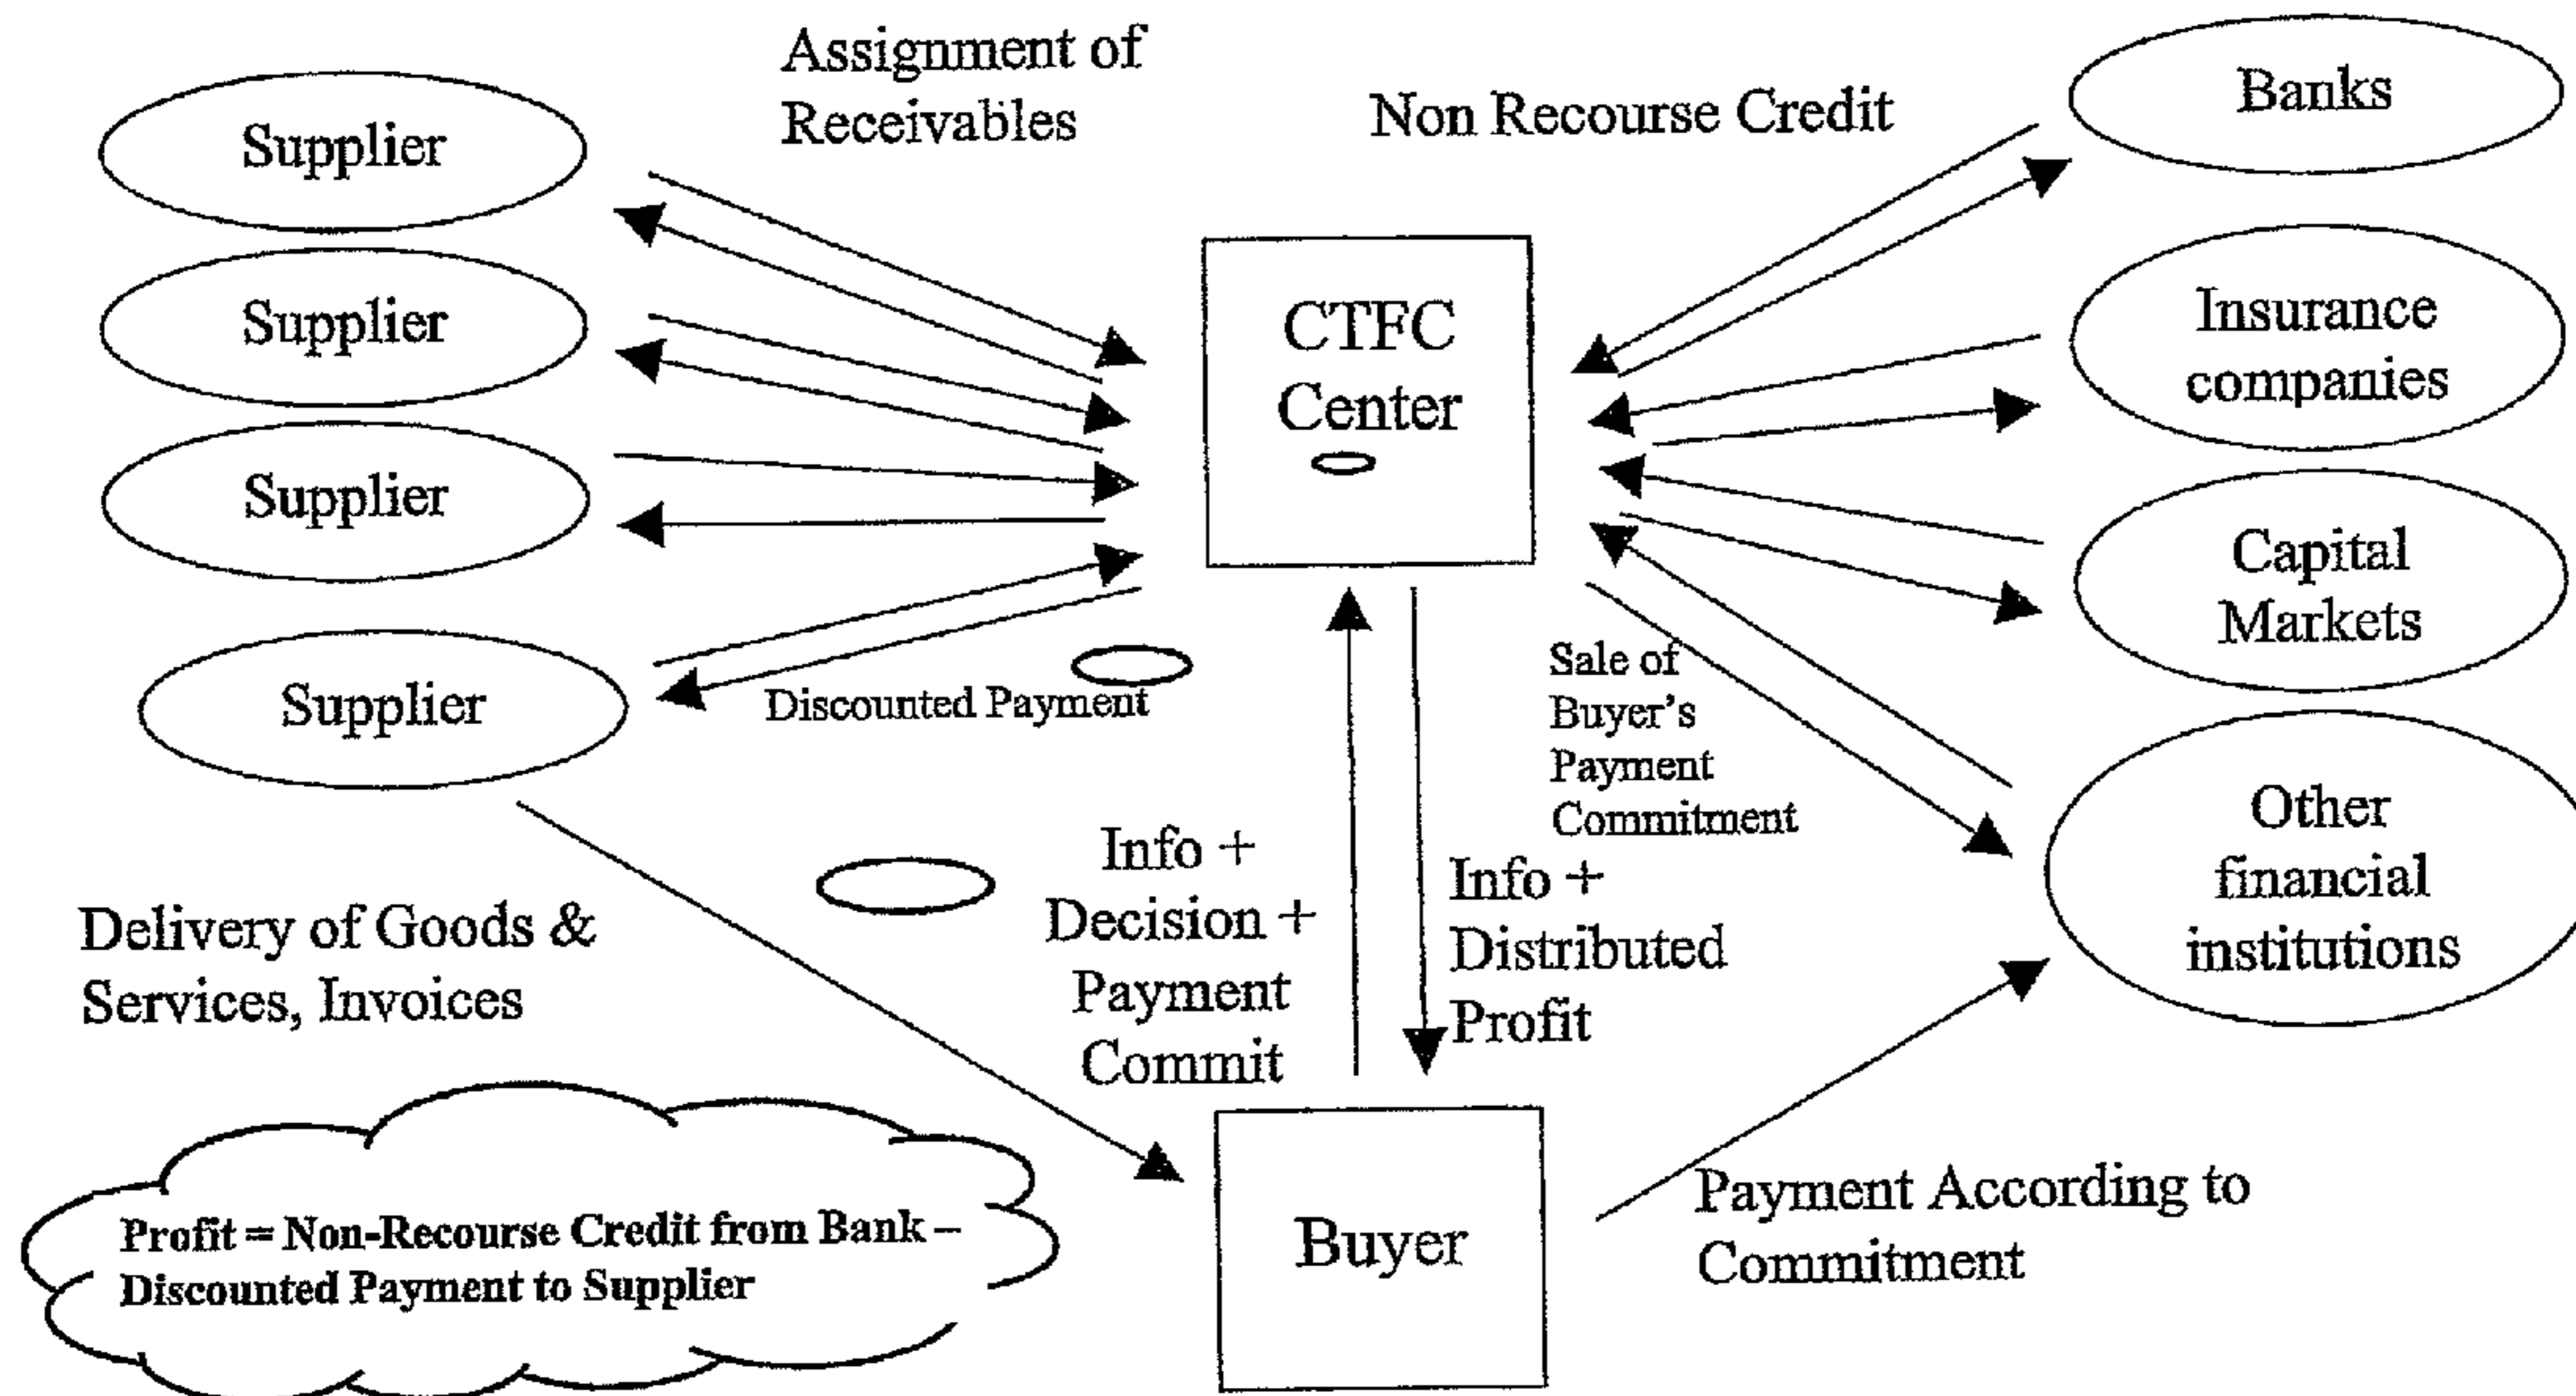 Assignment of
Receivables
Non Recourse Credit
Banks
Supplier
Supplier
Supplier
Supplier
CTFC
Center
Insurance
companies
Capital
Markets
Other
financial
institutions
Discounted Payment
Sale of
Buyer's
Payment
Commitment
Info +
Decision +
Payment
Commit
Info +
Distributed
Profit
Delivery of Goods &
Services, Invoices
Profit = Non-Recourse Credit from Bank –
Discounted Payment to Supplier
Buyer
Payment According to
Commitment